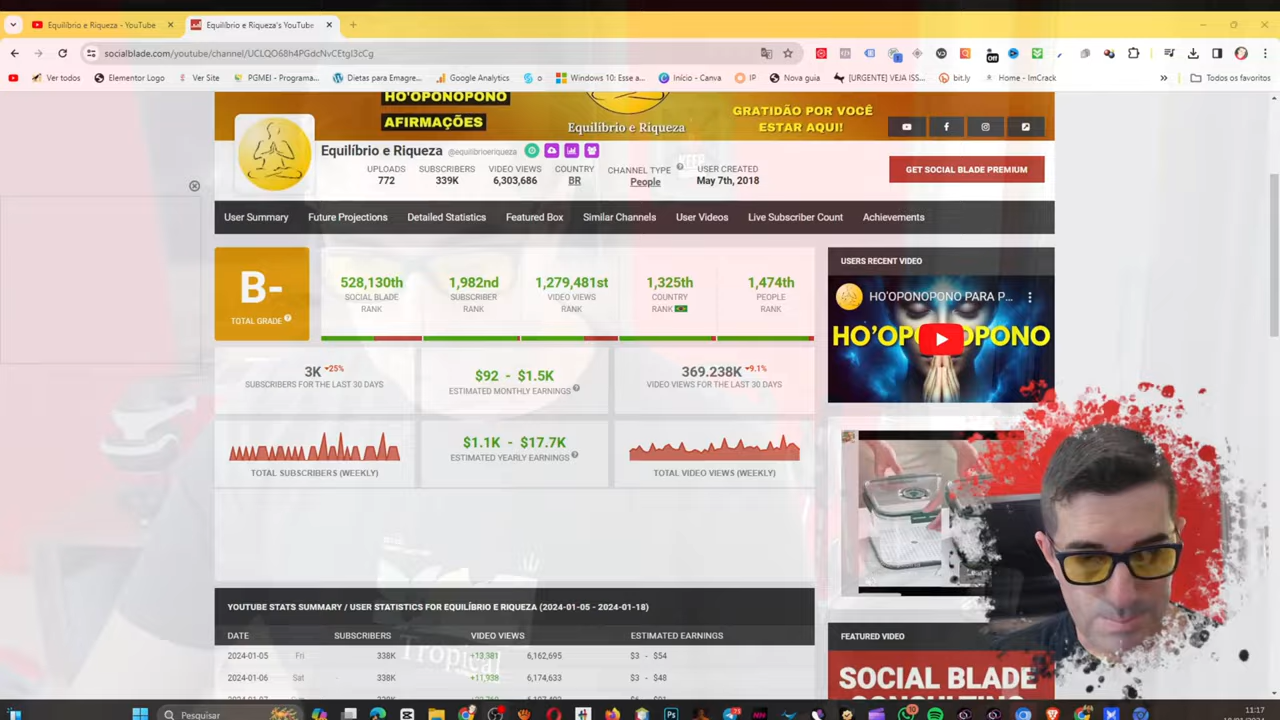 Equilíbrio e Riqueza - YouTube
Equilíbrio e Riqueza's YouTube
socialblade.com/youtube/channel/UCLQO68h4PGdcNvCEtgI3cCg
Ver todos
Elementor Logo
Ver Site
PGMEI - Programa...
Dietas para Emagre...
Google Analytics
o
Windows 10: Esse a...
Início - Canva
IP
Nova guia
[URGENTE] VEJA ISS...
bit.ly
Home - ImCrack
Todos os favoritos
HO'OPONOPONO
AFIRMAÇÕES
Equilíbrio e Riqueza
GRATIDÃO POR VOCÊ
ESTAR AQUI!
Equilíbrio e Riqueza @equilibrioeriqueza
UPLOADS
772
SUBSCRIBERS
339K
VIDEO VIEWS
6,303,686
COUNTRY
BR
CHANNEL TYPE
People
USER CREATED
May 7th, 2018
GET SOCIAL BLADE PREMIUM
User Summary
Future Projections
Detailed Statistics
Featured Box
Similar Channels
User Videos
Live Subscriber Count
Achievements
B-
TOTAL GRADE
528,130th
SOCIAL BLADE
RANK
1,982nd
SUBSCRIBER
RANK
1,279,481st
VIDEO VIEWS
RANK
1,325th
COUNTRY
RANK
1,474th
PEOPLE
RANK
USERS RECENT VIDEO
HO'OPONOPONO PARA P...
HO'OPONOPONO
3K -25%
SUBSCRIBERS FOR THE LAST 30 DAYS
$92 - $1.5K
ESTIMATED MONTHLY EARNINGS
369.238K -9.1%
VIDEO VIEWS FOR THE LAST 30 DAYS
TOTAL SUBSCRIBERS (WEEKLY)
$1.1K - $17.7K
ESTIMATED YEARLY EARNINGS
TOTAL VIDEO VIEWS (WEEKLY)
YOUTUBE STATS SUMMARY / USER STATISTICS FOR EQUILÍBRIO E RIQUEZA (2024-01-05 - 2024-01-18)
DATE SUBSCRIBERS VIDEO VIEWS ESTIMATED EARNINGS
2024-01-05 Fri 338K +13,381 6,162,695 $3 - $54
2024-01-06 Sat 338K +11,938 6,174,633 $3 - $48
Tropical
FEATURED VIDEO
SOCIAL BLADE
CONSULTING
Pesquisar
11:17